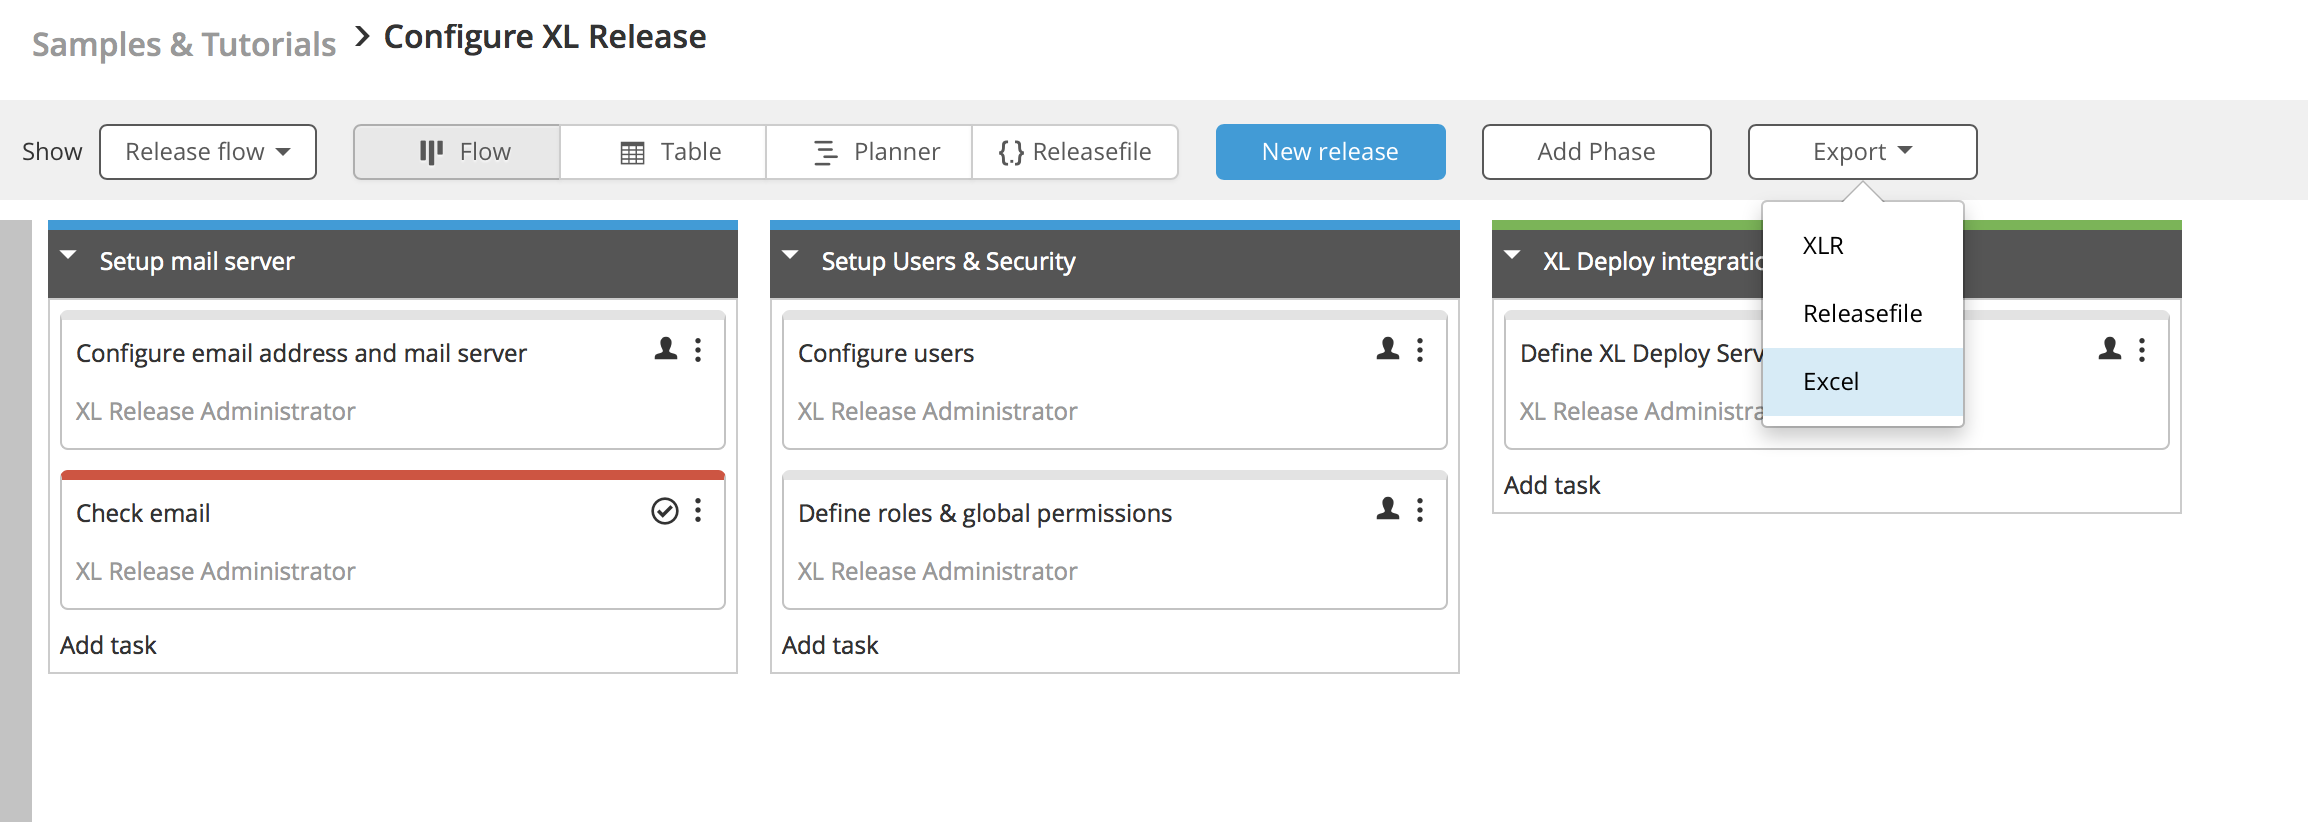 Samples & Tutorials > Configure XL Release
Show
Release flow
Flow
Table
Planner
{.} Releasefile
New release
Add Phase
Export
XLR
Releasefile
Excel
Setup mail server
Configure email address and mail server
XL Release Administrator
Check email
XL Release Administrator
Add task
Setup Users & Security
Configure users
XL Release Administrator
Define roles & global permissions
XL Release Administrator
Add task
XL Deploy
Define XL Deploy
XL Release
Add task